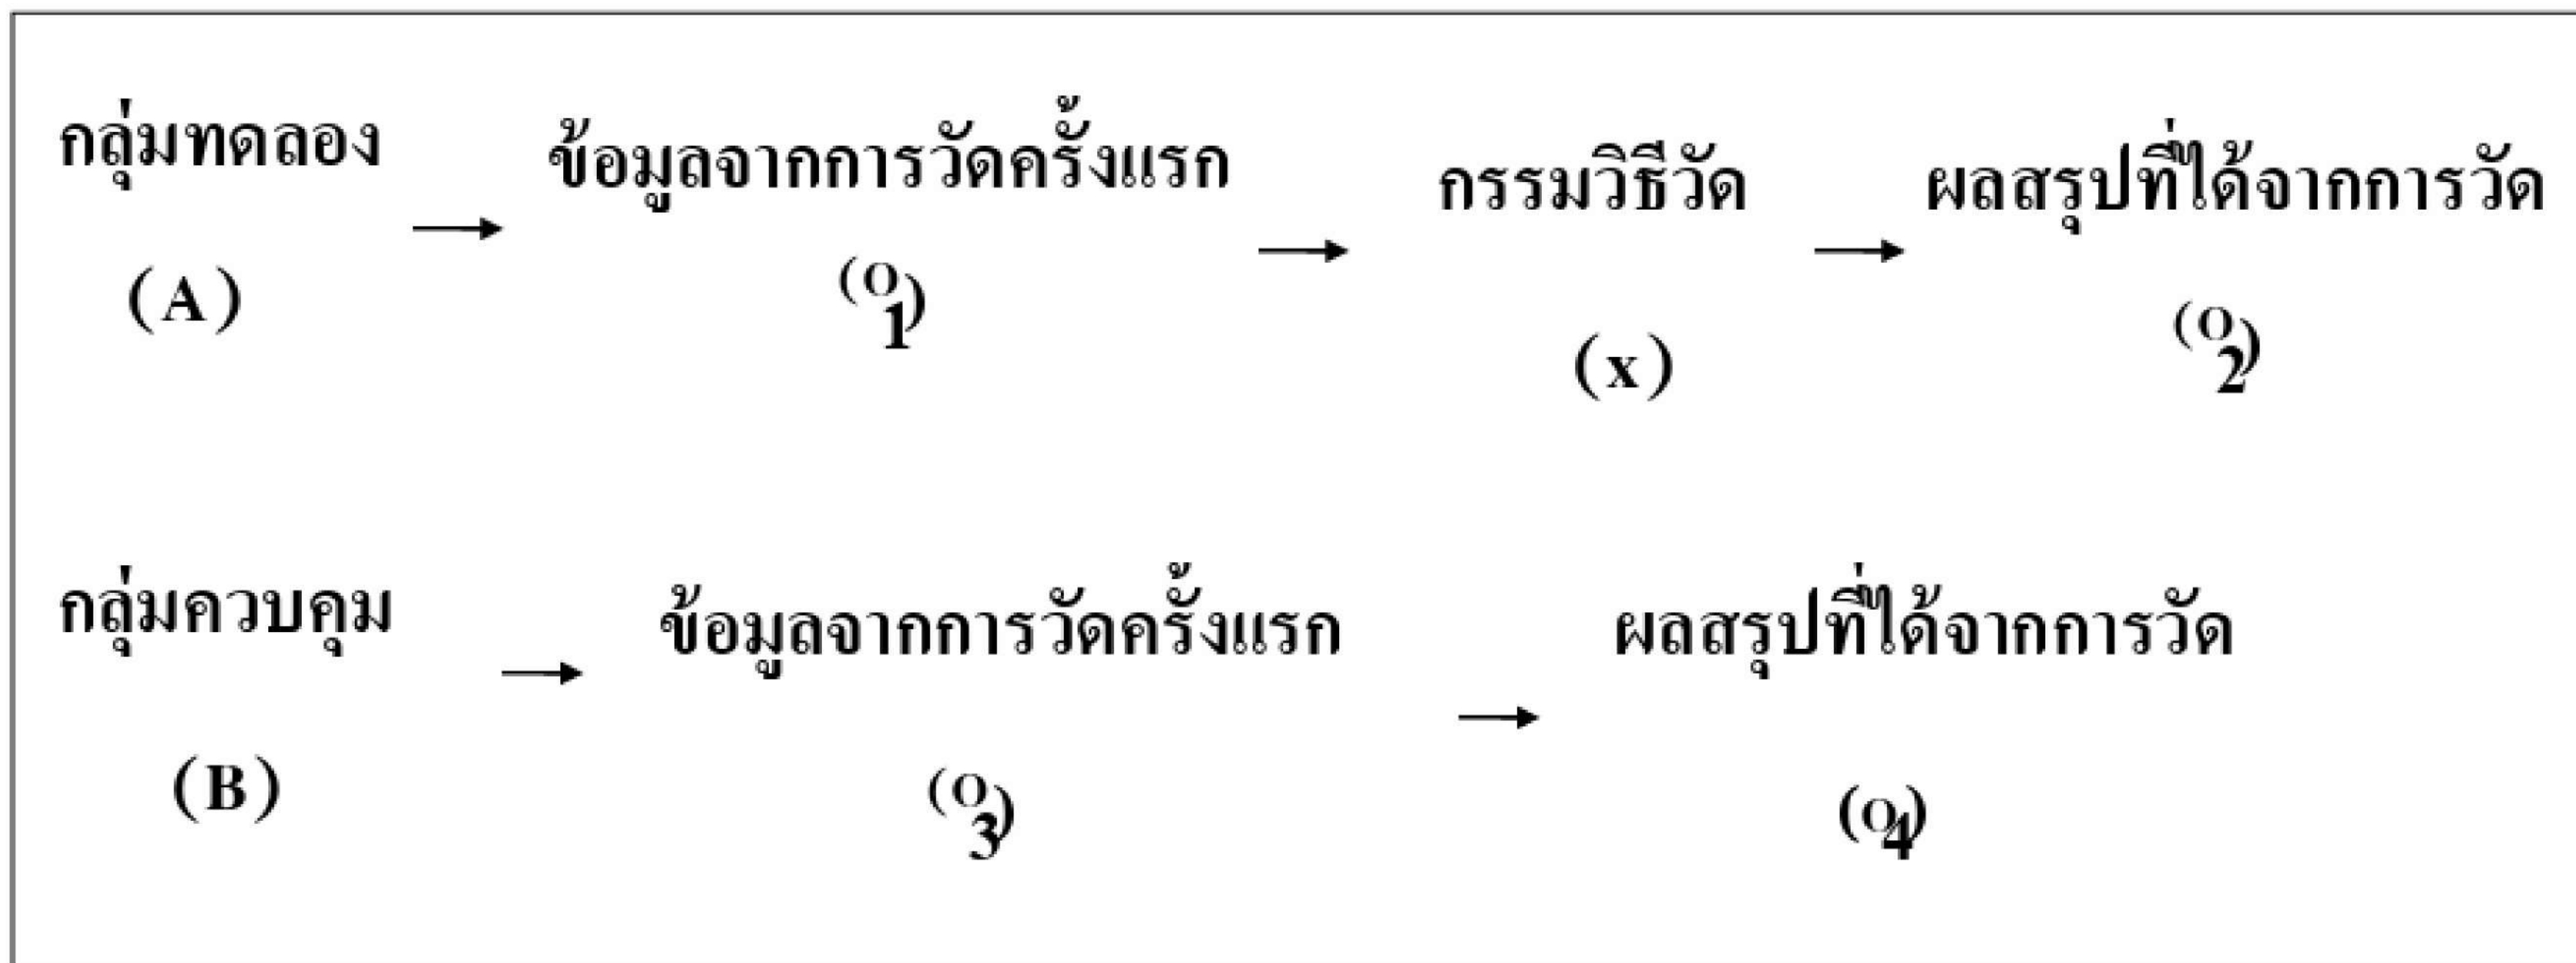 กลุ่มทดลอง ข้อมูลจากการวัดครั้งแรก กรรมวิธีวัด ผลสรุปที่ได้จากการวัด
(A) (O1) (x) (O2)
กลุ่มควบคุม ข้อมูลจากการวัดครั้งแรก ผลสรุปที่ได้จากการวัด
(B) (O3) (O4)